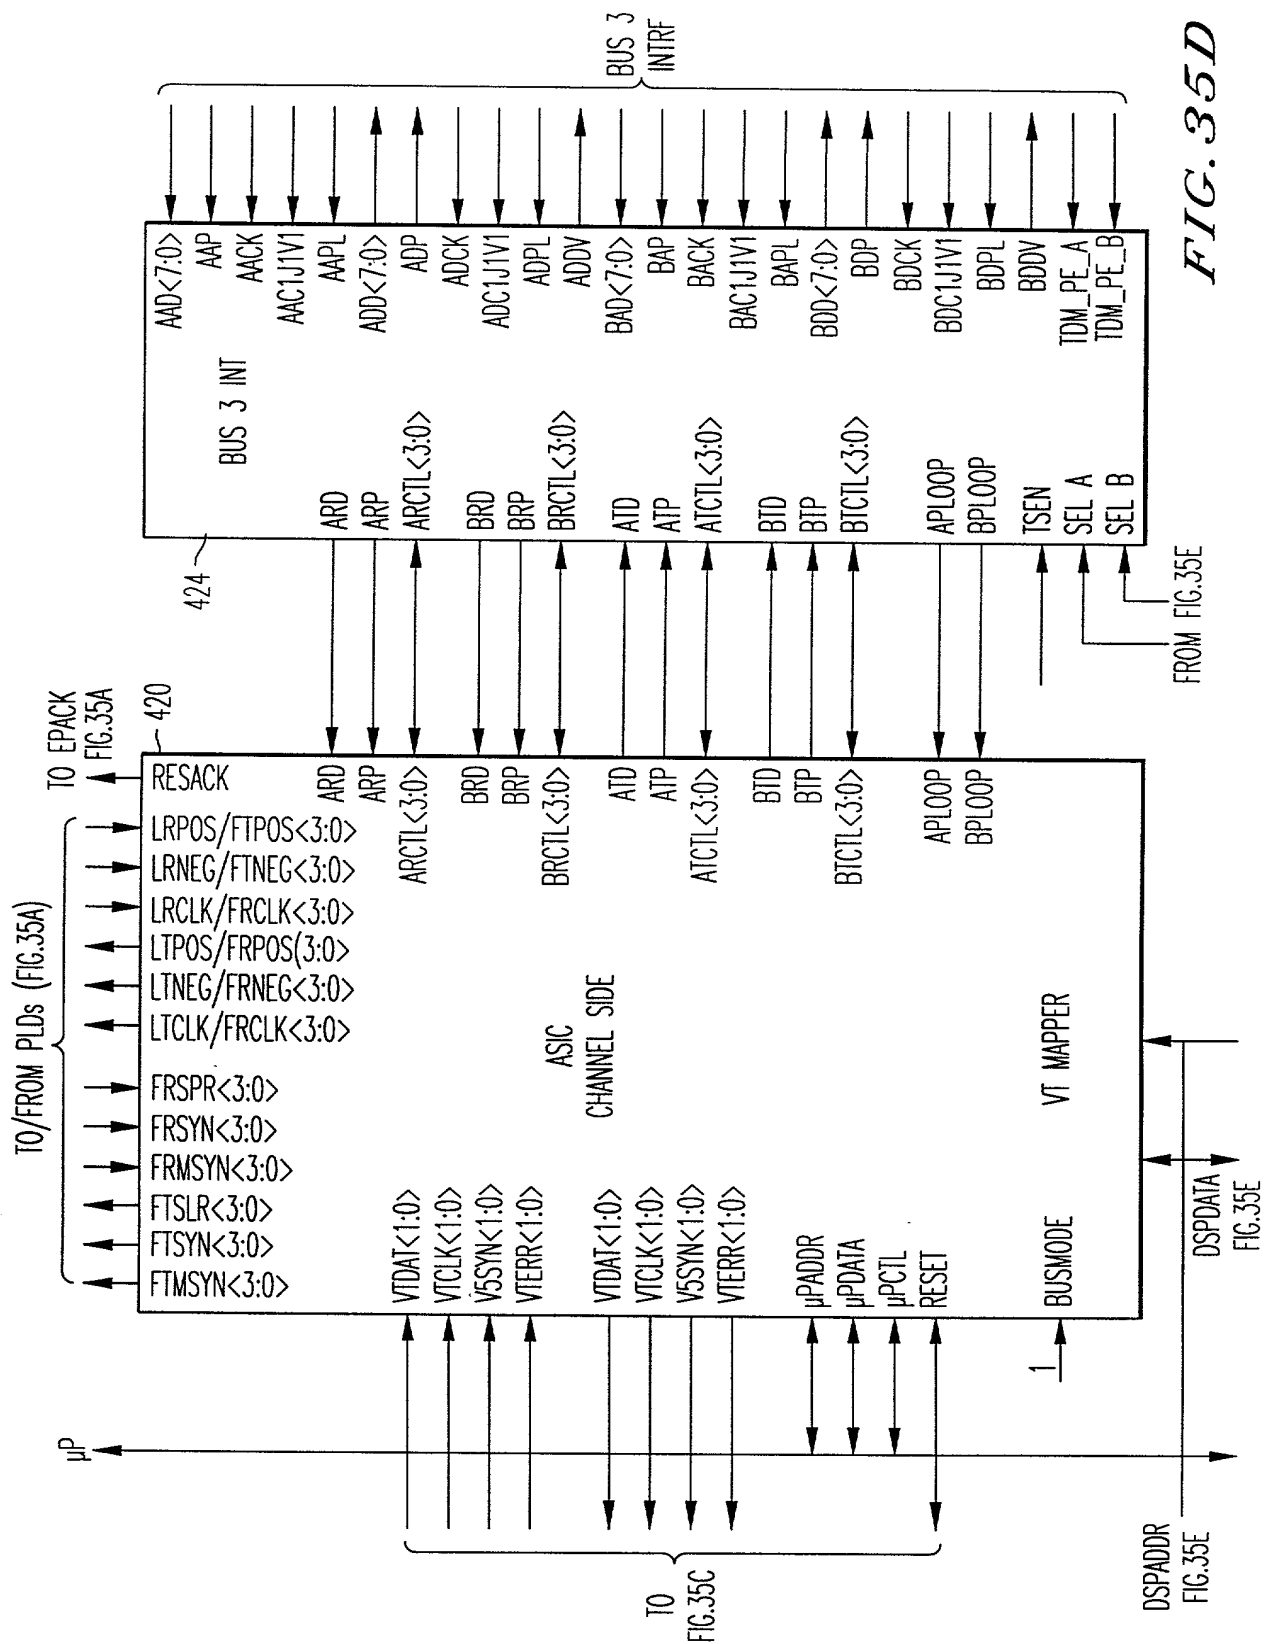 TO/FROM PLDs (FIG.35A)
TO EPACK
FIG.35A
420
FTMSYN<3:0>
FTSYN<3:0>
FTSLR<3:0>
FRMSYN<3:0>
FRSYN<3:0>
FRSPR<3:0>
LTCLK/FRCLK<3:0>
LTNEG/FRNEG<3:0>
LTPOS/FRPOS(3:0>
LRCLK/FRCLK<3:0>
LRNEG/FTNEG<3:0>
LRPOS/FTPOS<3:0>
RESACK
µP
TO
FIG.35C
VTDAT<1:0>
VTCLK<1:0>
V5SYN<1:0>
VTERR<1:0>
VTDAT<1:0>
VTCLK<1:0>
V5SYN<1:0>
VTERR<1:0>
µPADDR
µPDATA
µPCTL
RESET
1
BUSMODE
ASIC
CHANNEL SIDE
VT MAPPER
DSPADDR
FIG.35E
DSPDATA
FIG.35E
ARD
ARP
ARCTL<3:0>
BRD
BRP
BRCTL<3:0>
ATD
ATP
ATCTL<3:0>
BTD
BTP
BTCTL<3:0>
APLOOP
BPLOOP
424
BUS 3 INT
ARD
ARP
ARCTL<3:0>
BRD
BRP
BRCTL<3:0>
ATD
ATP
ATCTL<3:0>
BTD
BTP
BTCTL<3:0>
APLOOP
BPLOOP
TSEN
SEL A
SEL B
FROM FIG.35E
AAD<7:0>
AAP
AACK
AAC1J1V1
AAPL
ADD<7:0>
ADP
ADCK
ADC1J1V1
ADPL
ADDV
BAD<7:0>
BAP
BACK
BAC1J1V1
BAPL
BDD<7:0>
BDP
BDCK
BDC1J1V1
BDPL
BDDV
TDM_PE_A
TDM_PE_B
BUS 3
INTRF
FIG. 35D